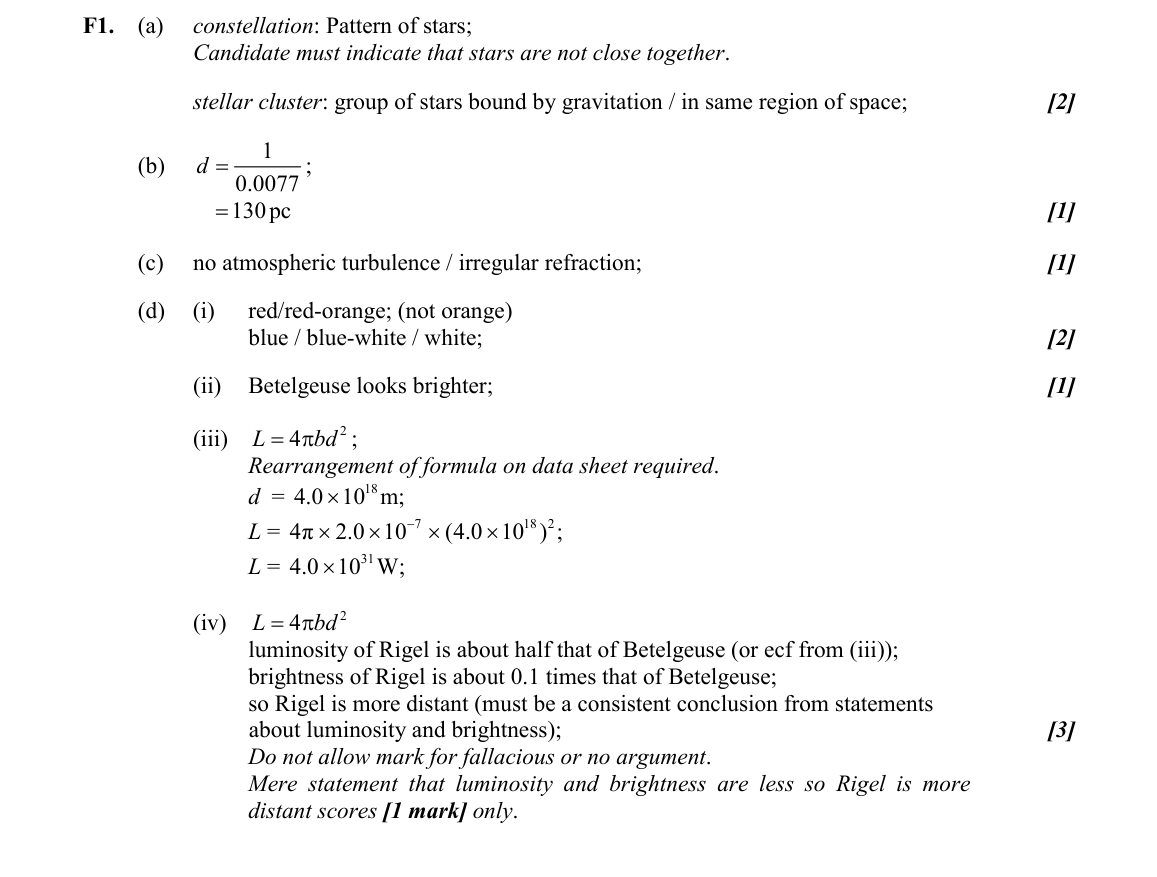 F1. (a) constellation: Pattern of stars;
Candidate must indicate that stars are not close together.
stellar cluster: group of stars bound by gravitation / in same region of space; [2]
(b) d = 1/0.0077 ;
= 130 pc [1]
(c) no atmospheric turbulence / irregular refraction; [1]
(d) (i) red/red-orange; (not orange)
blue / blue-white / white; [2]
(ii) Betelgeuse looks brighter; [1]
(iii) L = 4πbd² ;
Rearrangement of formula on data sheet required.
d = 4.0 × 10¹⁸ m;
L = 4π × 2.0 × 10⁻⁷ × (4.0 × 10¹⁸)²;
L = 4.0 × 10³¹ W;
(iv) L = 4πbd²
luminosity of Rigel is about half that of Betelgeuse (or ecf from (iii));
brightness of Rigel is about 0.1 times that of Betelgeuse;
so Rigel is more distant (must be a consistent conclusion from statements
about luminosity and brightness); [3]
Do not allow mark for fallacious or no argument.
Mere statement that luminosity and brightness are less so Rigel is more
distant scores [1 mark] only.